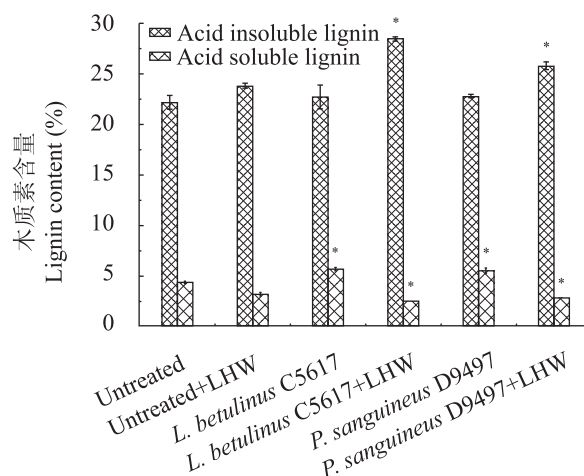 木质素含量
Lignin content (%)
30
25
20
15
10
5
0
Acid insoluble lignin
Acid soluble lignin
*
*
*
*
*
*
Untreated
Untreated+LHW
L. betulinus C5617
L. betulinus C5617+LHW
P. sanguineus D9497
P. sanguineus D9497+LHW